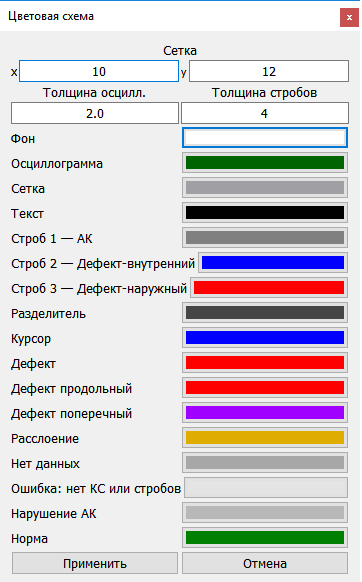 Цветовая схема
x
Сетка
x 10 y 12
Толщина осцилл. Толщина стробов
2.0 4
Фон
Осциллограмма
Сетка
Текст
Строб 1 — АК
Строб 2 — Дефект-внутренний
Строб 3 — Дефект-наружный
Разделитель
Курсор
Дефект
Дефект продольный
Дефект поперечный
Расслоение
Нет данных
Ошибка: нет КС или стробов
Нарушение АК
Норма
Применить Отмена